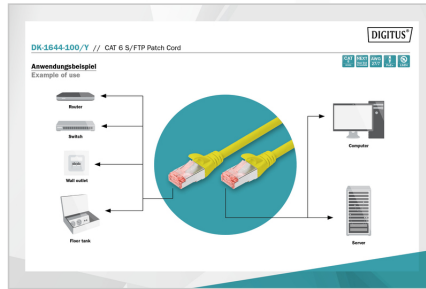 DIGITUS®
DK-1644-100/Y // CAT 6 S/FTP Patch Cord
Anwendungsbeispiel
Example of use
Router
Switch
Wall outlet
Floor tank
Computer
Server